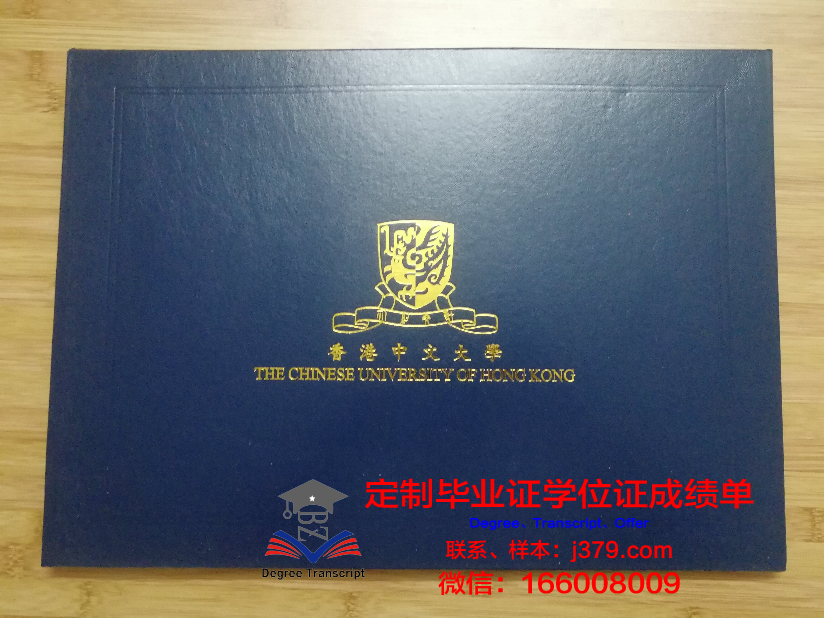 香港中文大學
THE CHINESE UNIVERSITY OF HONG KONG
定制毕业证学位证成绩单
Degree、Transcript、Offer
BZ
联系、样本：j379.com
Degree Transcript
微信：166008009